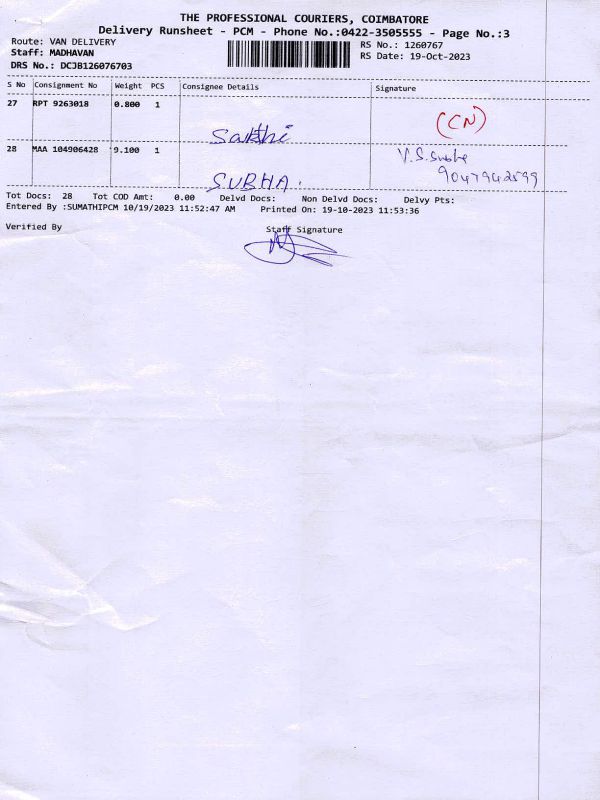 THE PROFESSIONAL COURIERS, COIMBATORE
Delivery Runsheet - PCM - Phone No.:0422-3505555 - Page No.:3
Route: VAN DELIVERY
RS No.: 1260767
Staff: MADHAVAN
RS Date: 19-Oct-2023
DRS No.: DCJB126076703
S No Consignment No Weight PCS Consignee Details Signature
27 RPT 9263018 0.800 1
Sakthi (CN)
28 MAA 104906428 9.100 1
V.S.Subha
SUBHA.
Tot Docs: 28 Tot COD Amt: 0.00 Delvd Docs: Non Delvd Docs: Delvy Pts:
Entered By :SUMATHIPCM 10/19/2023 11:52:47 AM Printed On: 19-10-2023 11:53:36
Verified By Staff Signature